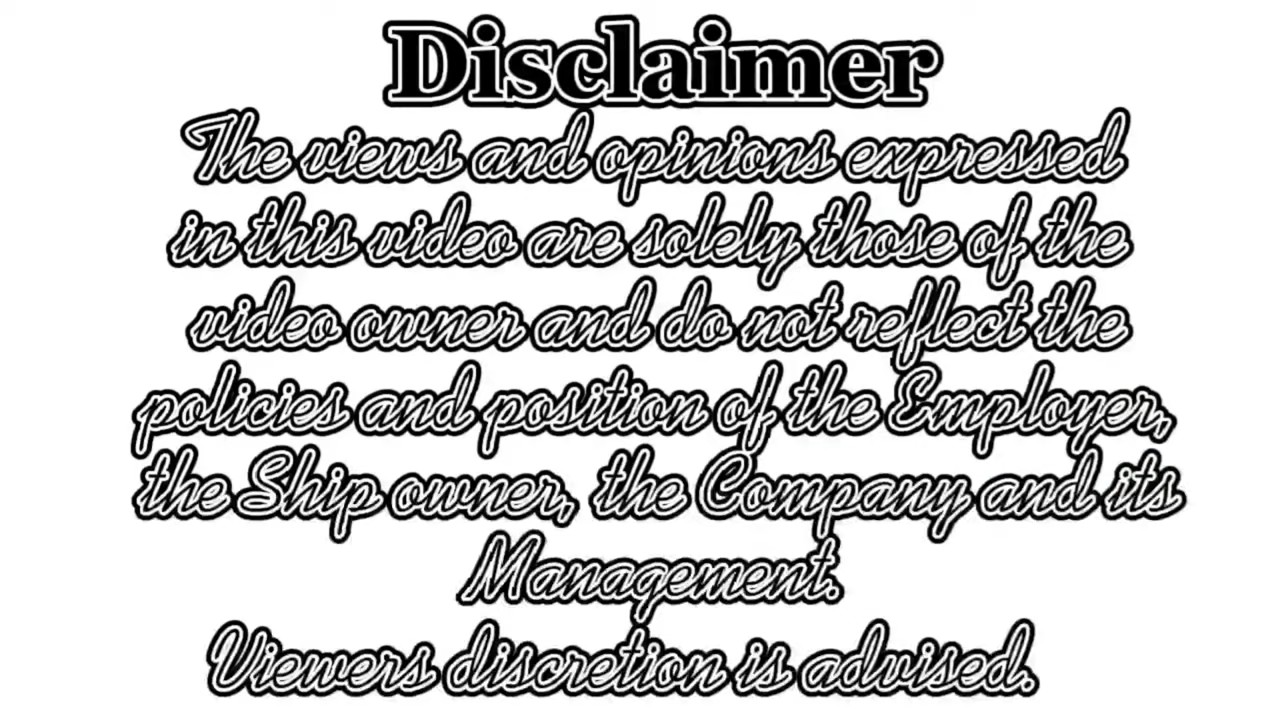 Disclaimer
The views and opinions expressed
in this video are solely those of the
video owner and do not reflect the
policies and position of the Employer,
the Ship owner, the Company and its
Management.
Viewers discretion is advised.